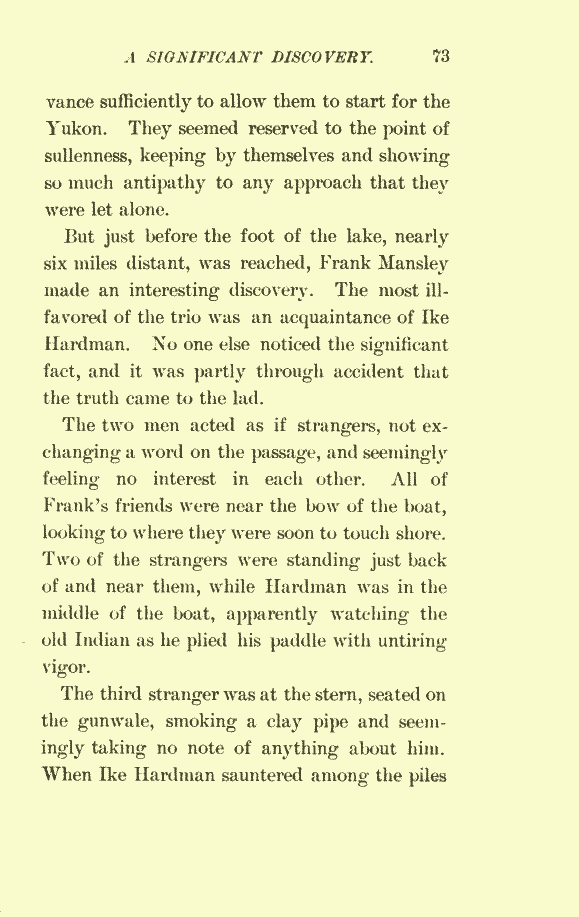 A SIGNIFICANT DISCOVERY. 73
vance sufficiently to allow them to start for the
Yukon. They seemed reserved to the point of
sullenness, keeping by themselves and showing
so much antipathy to any approach that they
were let alone.
But just before the foot of the lake, nearly
six miles distant, was reached, Frank Mansley
made an interesting discovery. The most ill-
favored of the trio was an acquaintance of Ike
Hardman. No one else noticed the significant
fact, and it was partly through accident that
the truth came to the lad.
The two men acted as if strangers, not ex-
changing a word on the passage, and seemingly
feeling no interest in each other. All of
Frank's friends were near the bow of the boat,
looking to where they were soon to touch shore.
Two of the strangers were standing just back
of and near them, while Hardman was in the
middle of the boat, apparently watching the
old Indian as he plied his paddle with untiring
vigor.
The third stranger was at the stern, seated on
the gunwale, smoking a clay pipe and seem-
ingly taking no note of anything about him.
When Ike Hardman sauntered among the piles